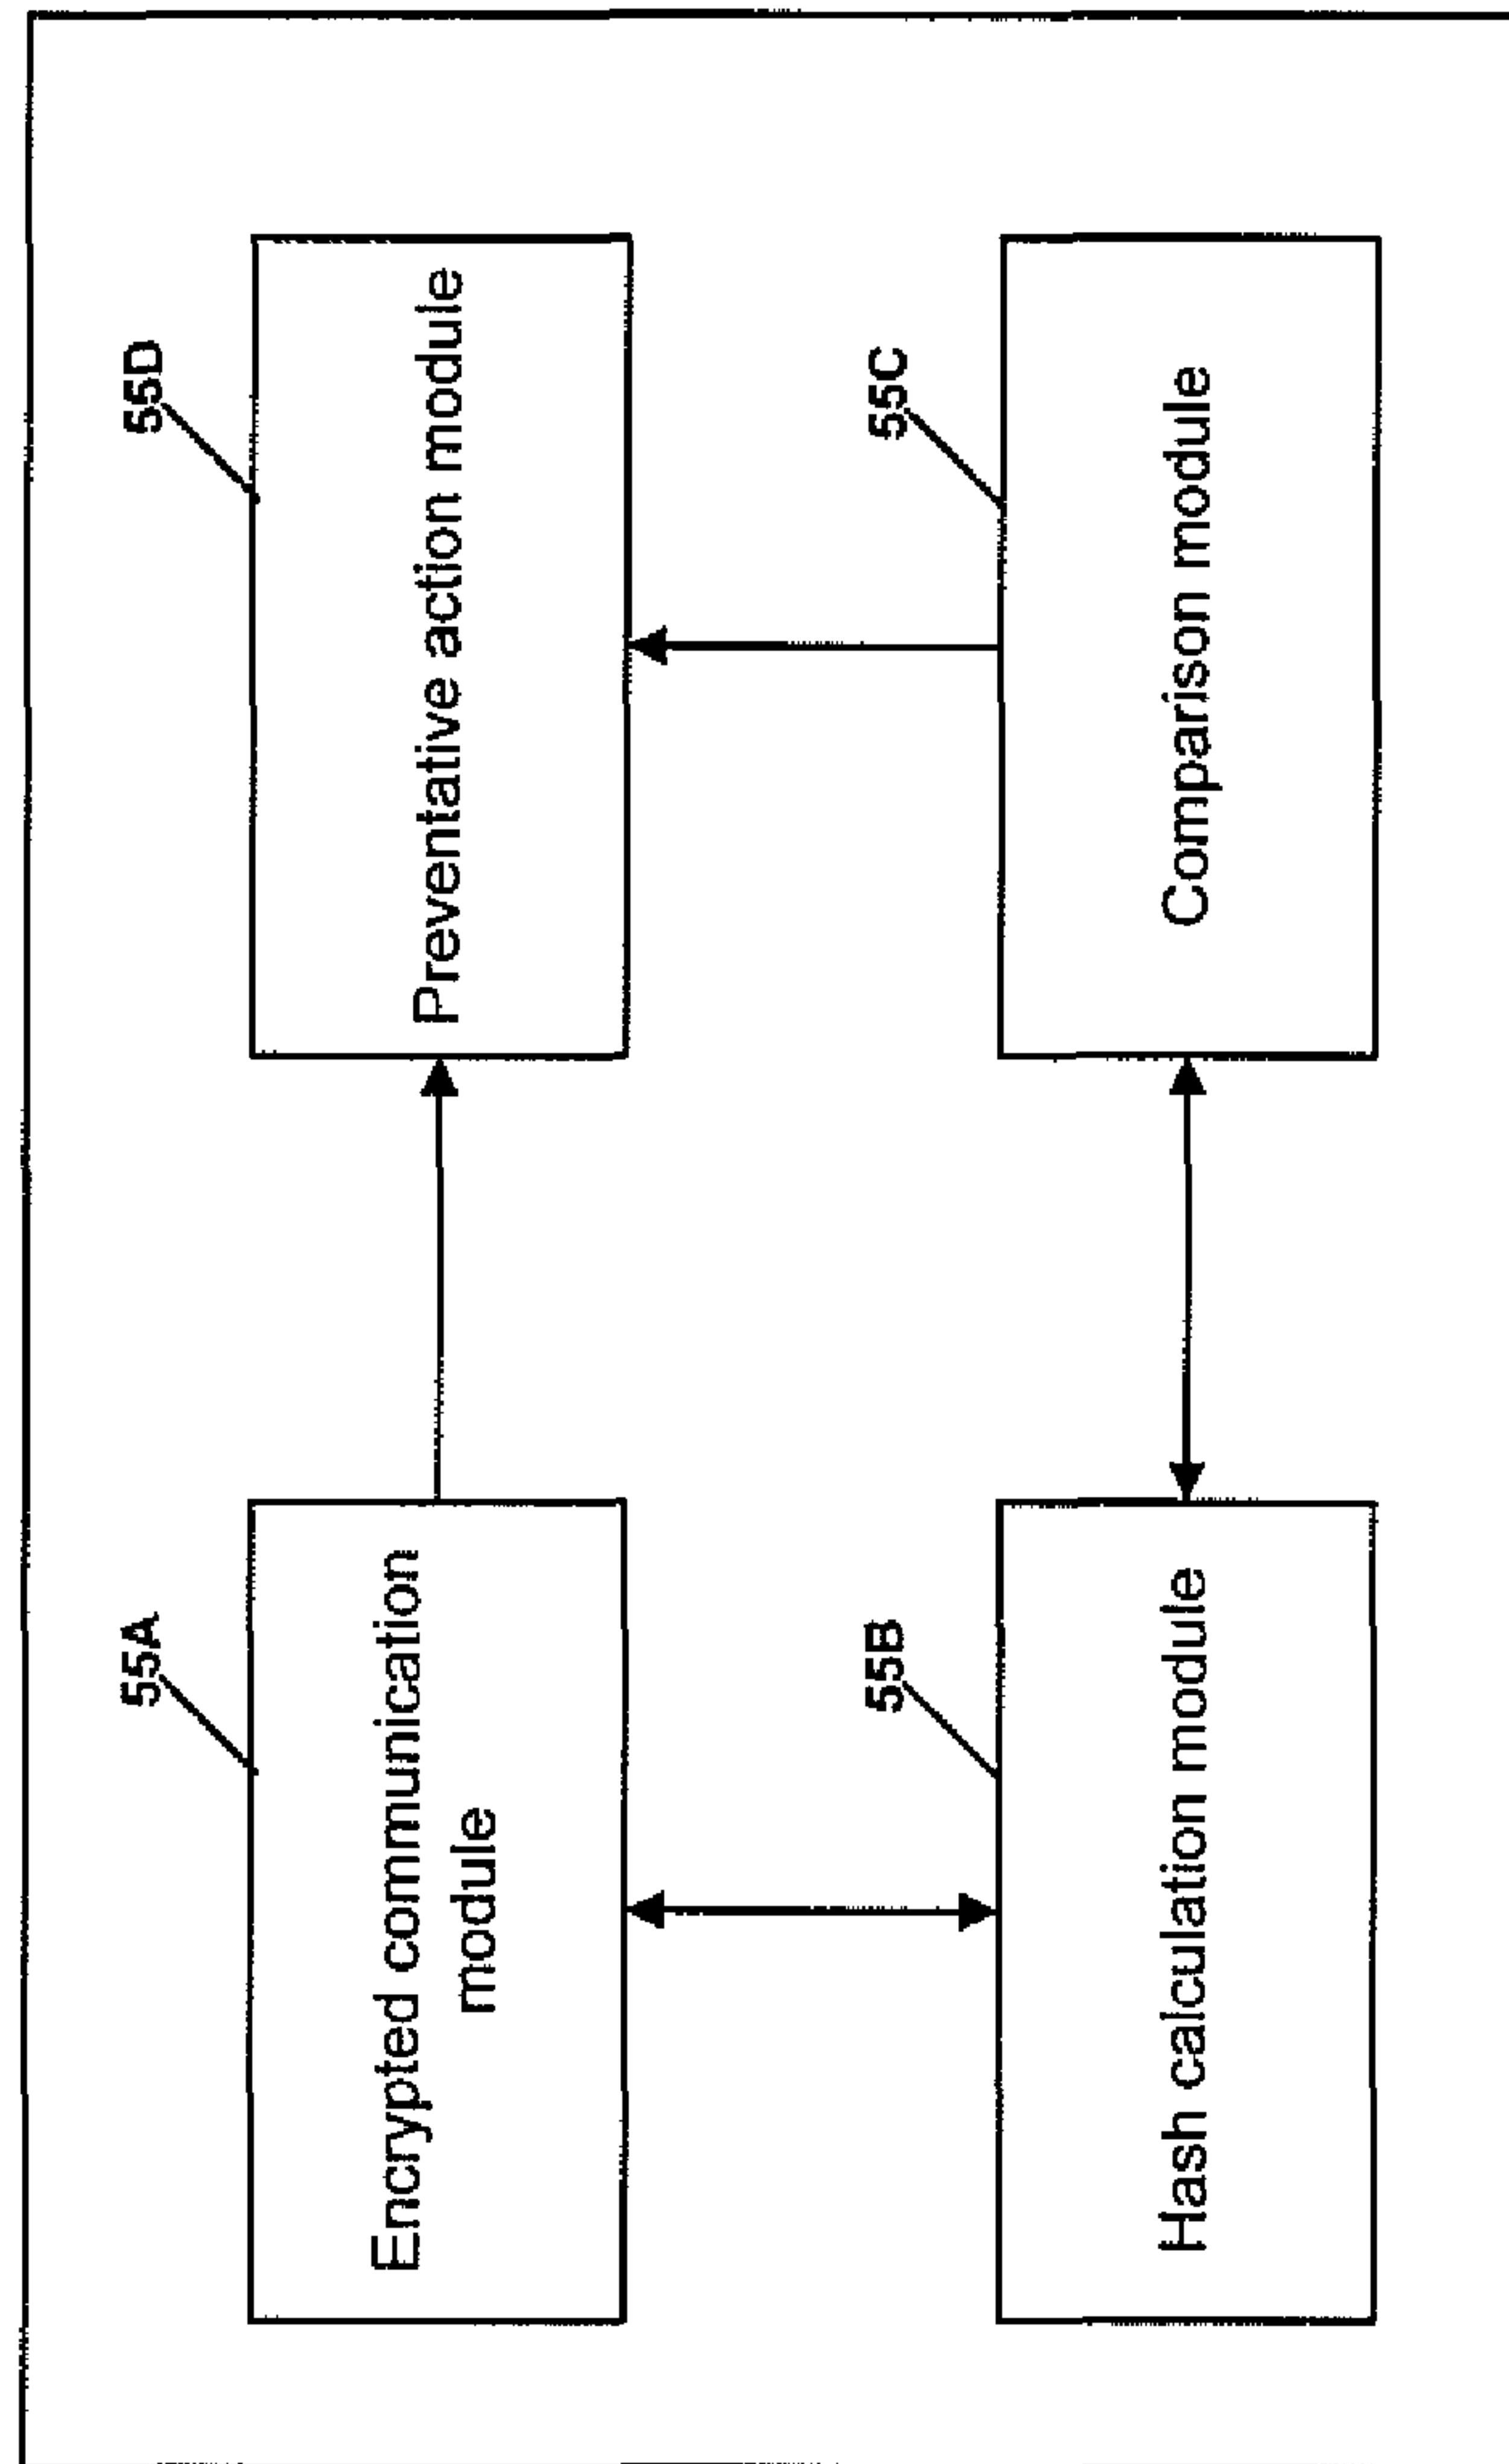 55A
Encrypted communication
module
55D
Preventative action module
55B
Hash calculation module
55C
Comparison module